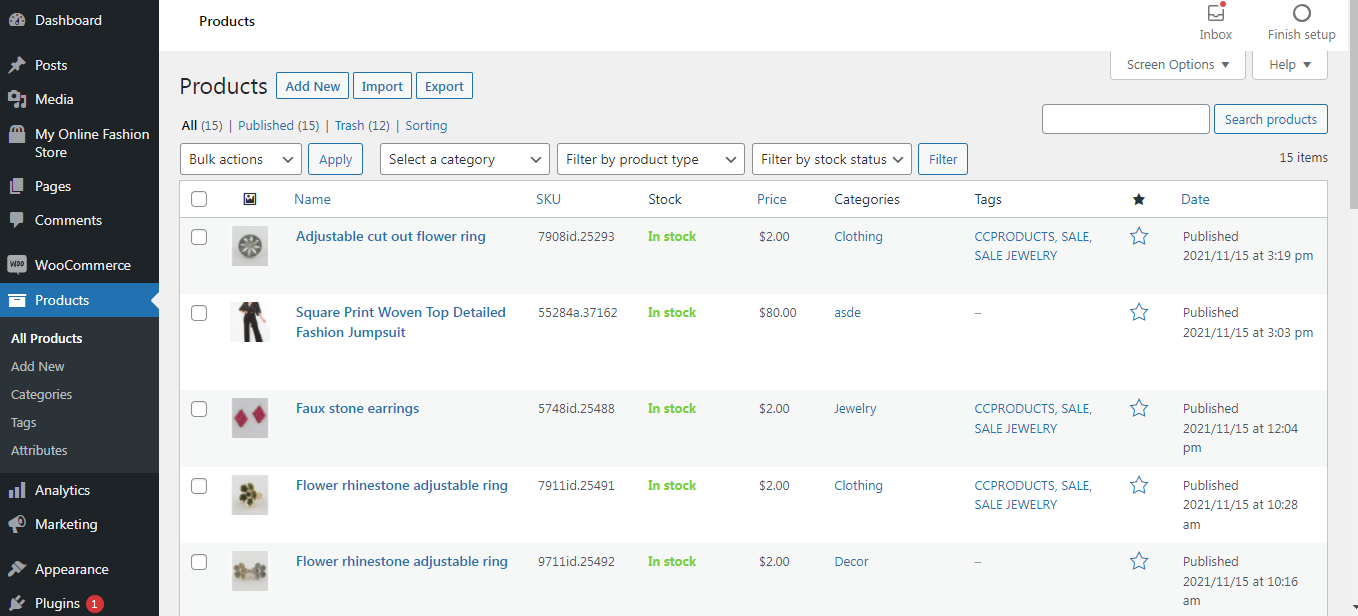 Dashboard
Posts
Media
My Online Fashion
Store
Pages
Comments
WOO WooCommerce
Products
All Products
Add New
Categories
Tags
Attributes
Analytics
Marketing
Appearance
Plugins 1
Products
Inbox
Finish setup
Screen Options ▼
Help ▼
Products Add New Import Export
All (15) | Published (15) | Trash (12) | Sorting
Search products
Bulk actions Apply Select a category Filter by product type Filter by stock status Filter
15 items
Name SKU Stock Price Categories Tags ★ Date
Adjustable cut out flower ring 7908id.25293 In stock $2.00 Clothing CCPRODUCTS, SALE, Published
SALE JEWELRY 2021/11/15 at 3:19 pm
Square Print Woven Top Detailed 55284a.37162 In stock $80.00 asde – Published
Fashion Jumpsuit 2021/11/15 at 3:03 pm
Faux stone earrings 5748id.25488 In stock $2.00 Jewelry CCPRODUCTS, SALE, Published
SALE JEWELRY 2021/11/15 at 12:04
pm
Flower rhinestone adjustable ring 7911id.25491 In stock $2.00 Clothing CCPRODUCTS, SALE, Published
SALE JEWELRY 2021/11/15 at 10:28
am
Flower rhinestone adjustable ring 9711id.25492 In stock $2.00 Decor – Published
2021/11/15 at 10:16
am